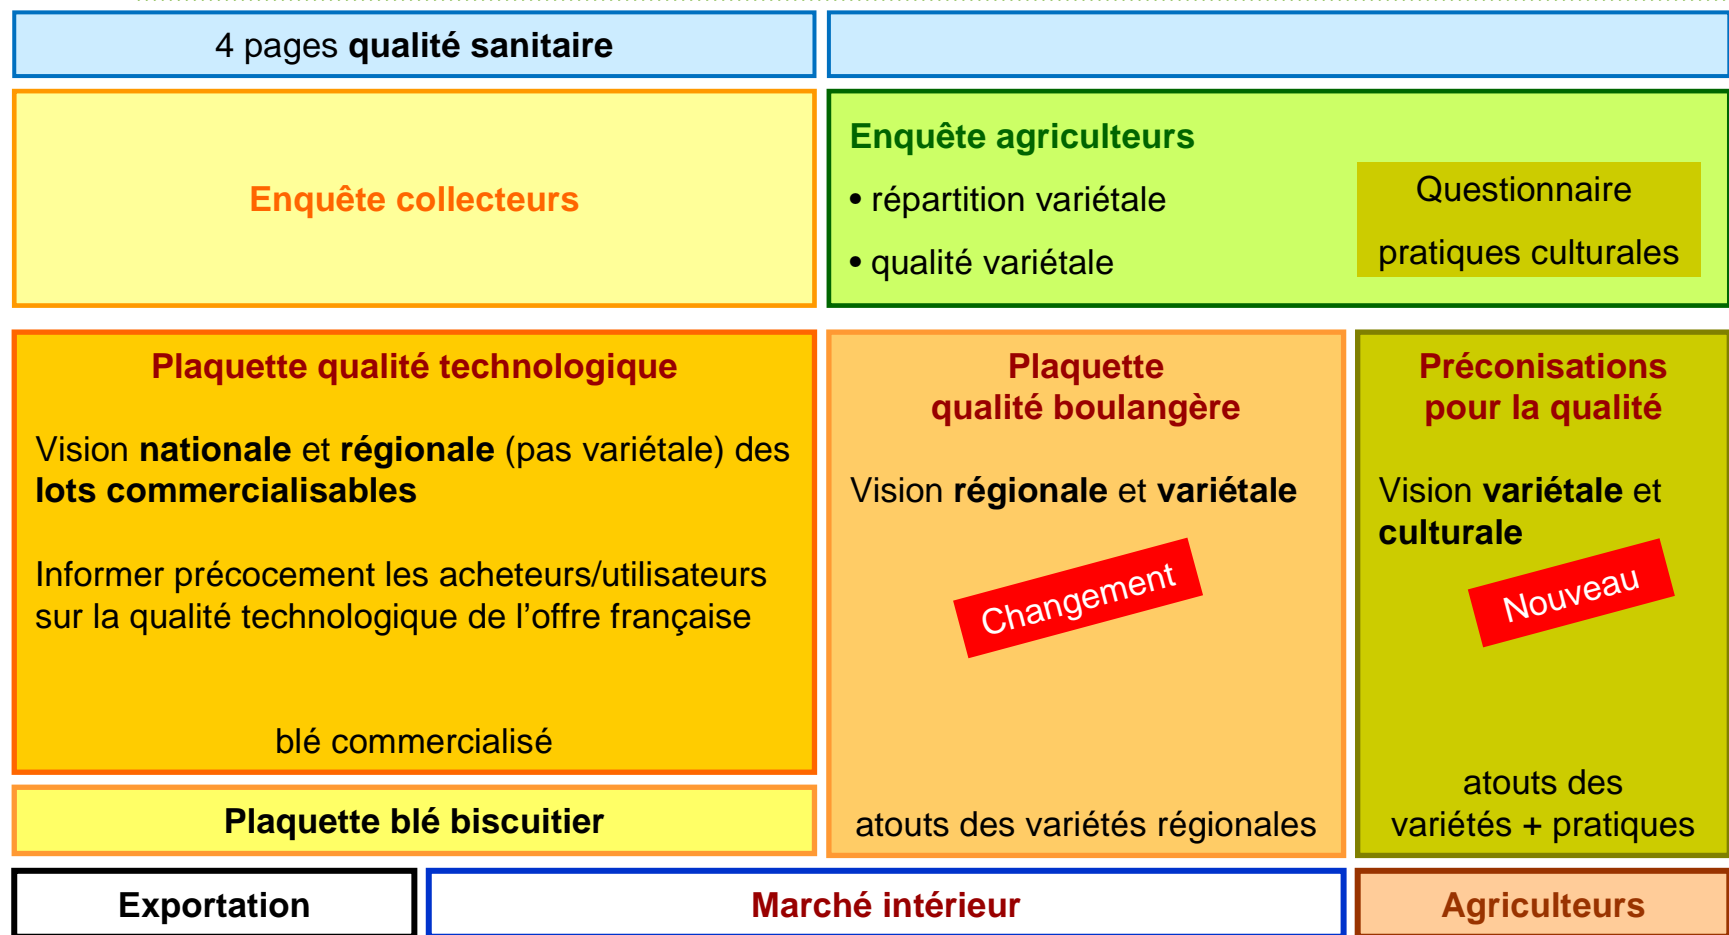 4 pages qualité sanitaire
Enquête collecteurs
Enquête agriculteurs
• répartition variétale
• qualité variétale
Questionnaire
pratiques culturales
Plaquette qualité technologique
Vision nationale et régionale (pas variétale) des
lots commercialisables
Informer précocement les acheteurs/utilisateurs
sur la qualité technologique de l’offre française
blé commercialisé
Plaquette blé biscuitier
Plaquette
qualité boulangère
Vision régionale et variétale
Changement
atouts des variétés régionales
Préconisations
pour la qualité
Vision variétale et
culturale
Nouveau
atouts des
variétés + pratiques
Exportation
Marché intérieur
Agriculteurs